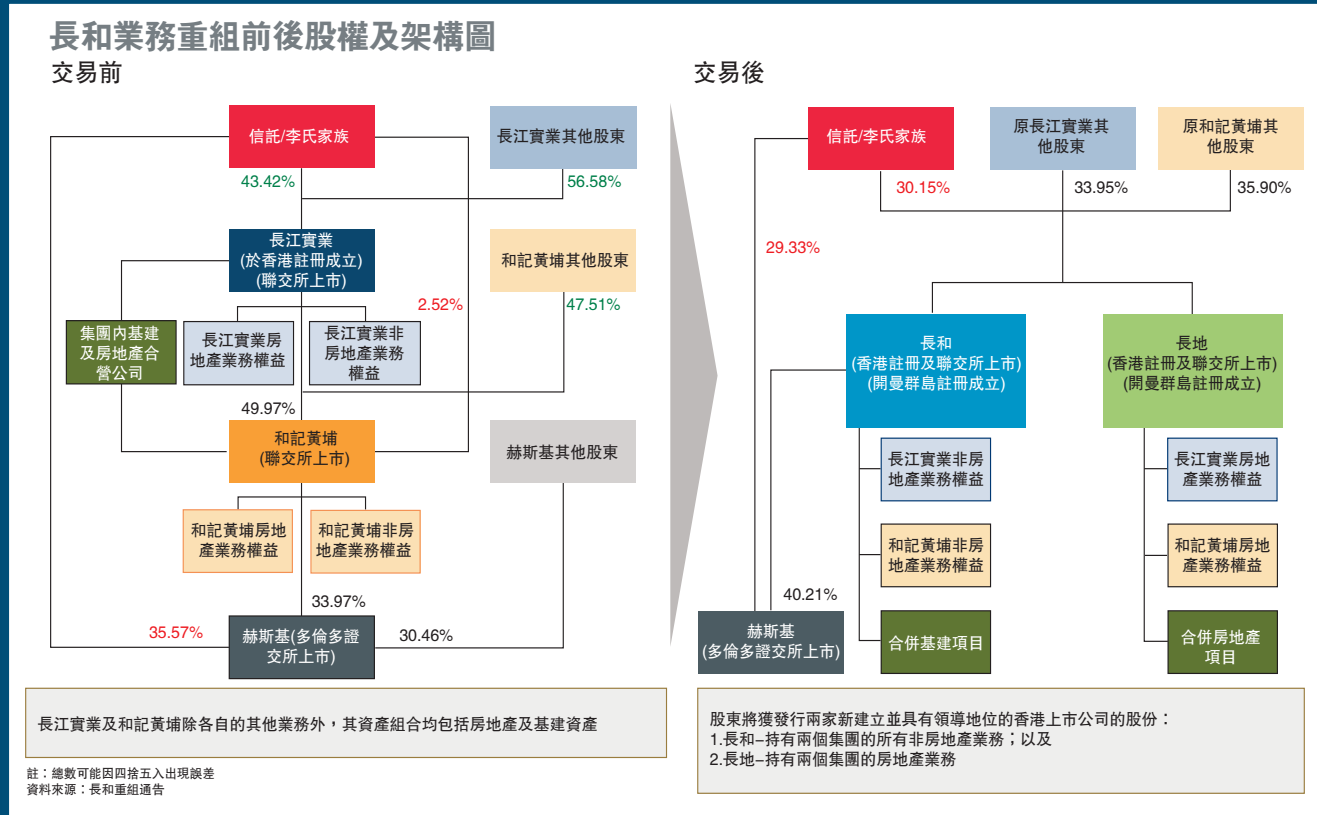 長和業務重組前後股權及架構圖
交易前
信託/李氏家族
長江實業其他股東
43.42%
56.58%
長江實業
(於香港註冊成立)
(聯交所上市)
和記黃埔其他股東
2.52%
47.51%
集團內基建
及房地產合
營公司
長江實業房
地產業務權益
長江實業非
房地產業務
權益
49.97%
和記黃埔
(聯交所上市)
赫斯基其他股東
和記黃埔房地
產業務權益
和記黃埔非房
地產業務權益
33.97%
35.57%
赫斯基(多倫多證
交所上市)
30.46%
長江實業及和記黃埔除各自的其他業務外，其資產組合均包括房地產及基建資產
註：總數可能因四捨五入出現誤差
資料來源：長和重組通告
交易後
信託/李氏家族
原長江實業其
他股東
原和記黃埔其
他股東
30.15%
33.95%
35.90%
29.33%
長和
(香港註冊及聯交所上市)
(開曼群島註冊成立)
長地
(香港註冊及聯交所上市)
(開曼群島註冊成立)
長江實業非房
地產業務權益
長江實業房地
產業務權益
和記黃埔非房
地產業務權益
和記黃埔房地
產業務權益
40.21%
赫斯基
(多倫多證交所上市)
合併基建項目
合併房地產
項目
股東將獲發行兩家新建立並具有領導地位的香港上市公司的股份：
1.長和–持有兩個集團的所有非房地產業務；以及
2.長地–持有兩個集團的房地產業務